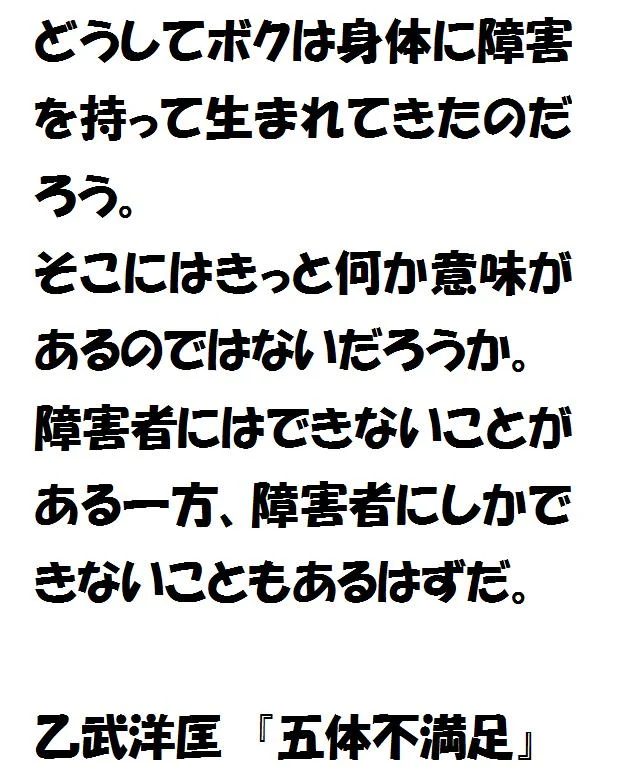 どうしてボクは身体に障害
を持って生まれてきたのだ
ろう。
そこにはきっと何か意味が
あるのではないだろうか。
障害者にはできないことが
ある一方、障害者にしかで
きないこともあるはずだ。
乙武洋匡 『五体不満足』